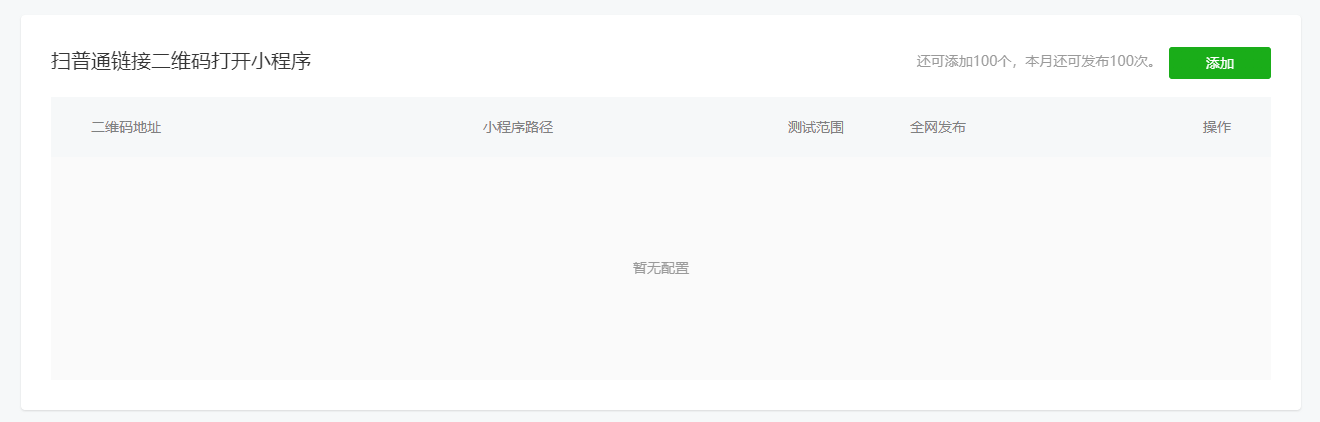 扫普通链接二维码打开小程序
还可添加100个，本月还可发布100次。 添加
二维码地址 小程序路径 测试范围 全网发布 操作
暂无配置